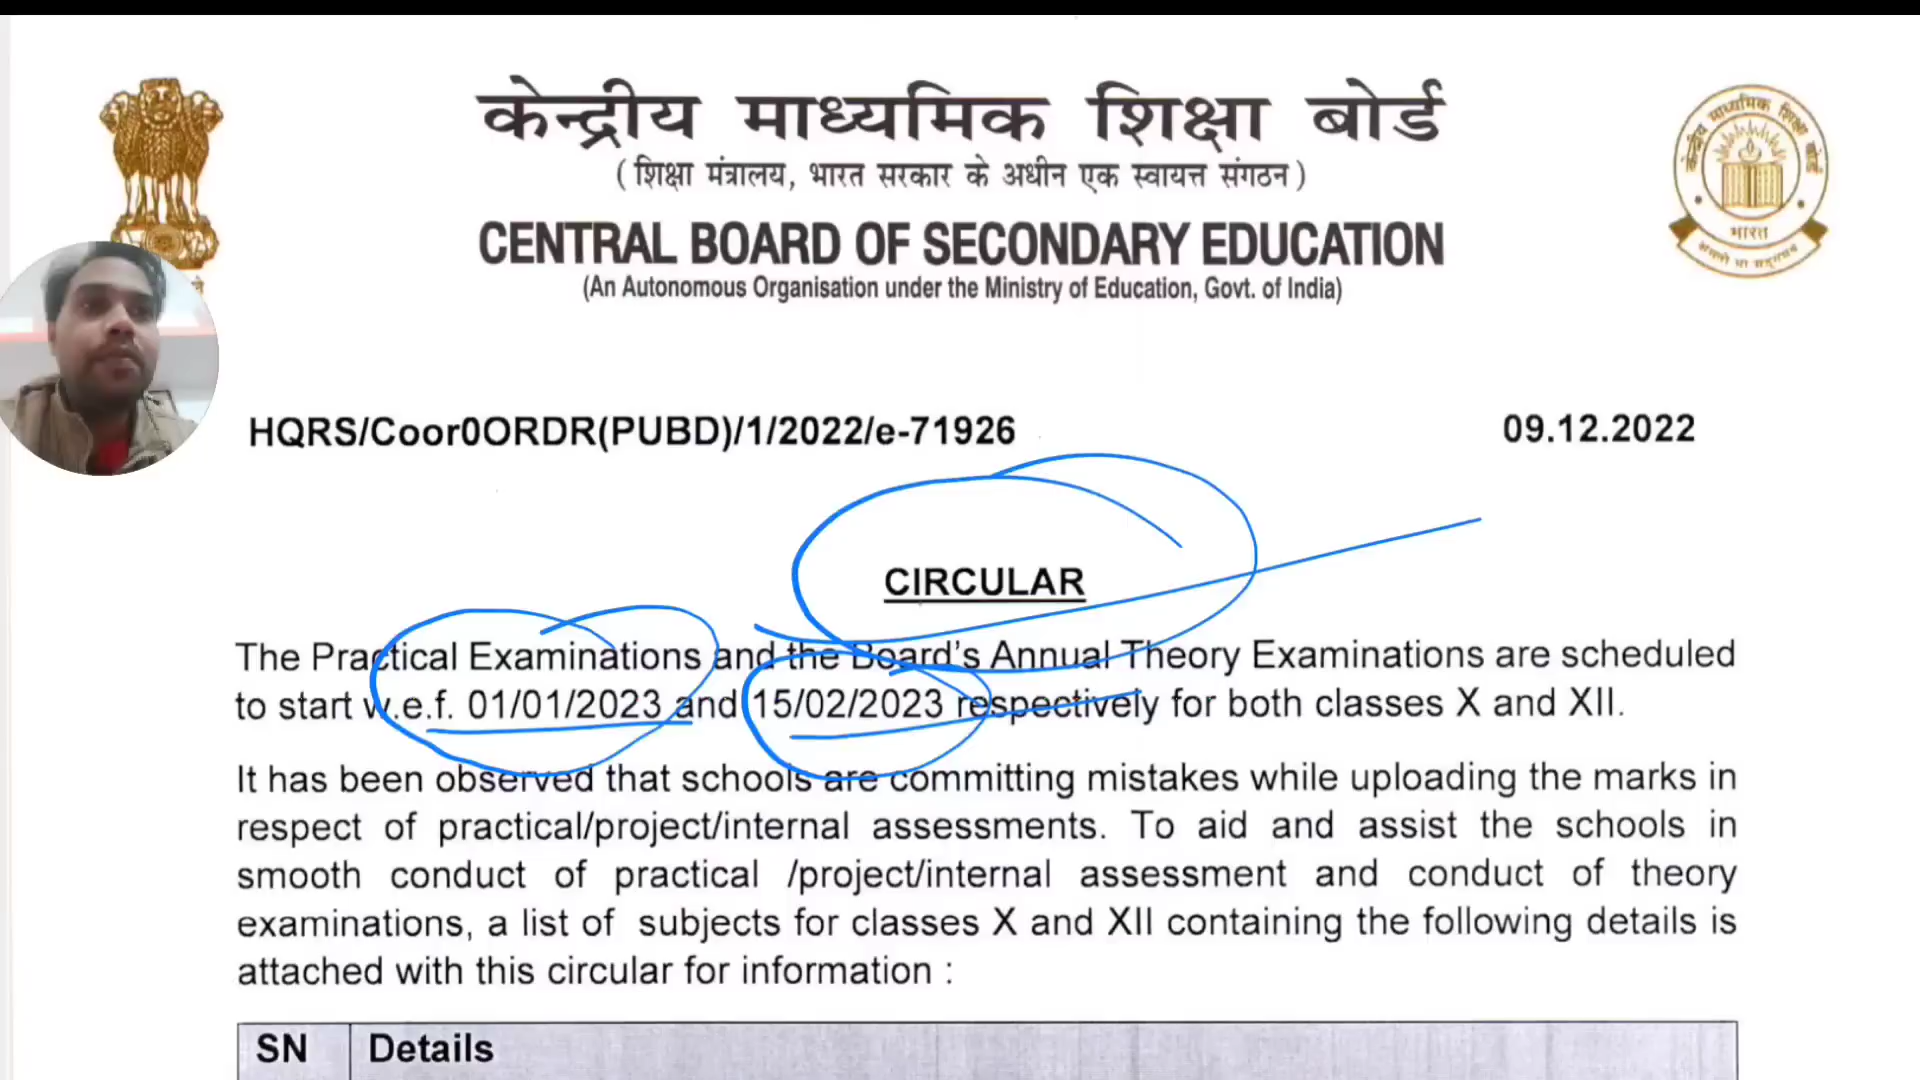 केन्द्रीय माध्यमिक शिक्षा बोर्ड
(शिक्षा मंत्रालय, भारत सरकार के अधीन एक स्वायत्त संगठन)
CENTRAL BOARD OF SECONDARY EDUCATION
(An Autonomous Organisation under the Ministry of Education, Govt. of India)
केन्द्रीय माध्यमिक शिक्षा बोर्ड
भारत
HQRS/Coor0ORDR(PUBD)/1/2022/e-71926 09.12.2022
CIRCULAR
The Practical Examinations and the Board's Annual Theory Examinations are scheduled
to start w.e.f. 01/01/2023 and 15/02/2023 respectively for both classes X and XII.
It has been observed that schools are committing mistakes while uploading the marks in
respect of practical/project/internal assessments. To aid and assist the schools in
smooth conduct of practical /project/internal assessment and conduct of theory
examinations, a list of subjects for classes X and XII containing the following details is
attached with this circular for information :
SN Details